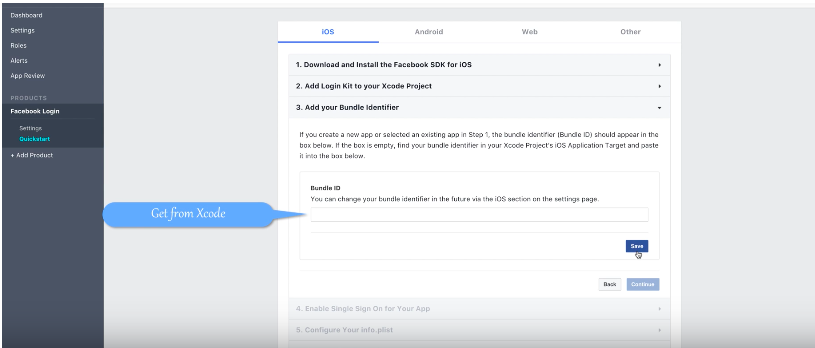 Dashboard
Settings
Roles
Alerts
App Review
PRODUCTS
Facebook Login
Settings
Quickstart
+ Add Product
iOS
Android
Web
Other
1. Download and Install the Facebook SDK for iOS
2. Add Login Kit to your Xcode Project
3. Add your Bundle Identifier
If you create a new app or selected an existing app in Step 1, the bundle identifier (Bundle ID) should appear in the
box below. If the box is empty, find your bundle identifier in your Xcode Project's iOS Application Target and paste
it into the box below.
Bundle ID
You can change your bundle identifier in the future via the iOS section on the settings page.
Get from Xcode
Save
Back
Continue
4. Enable Single Sign On for Your App
5. Configure Your info.plist